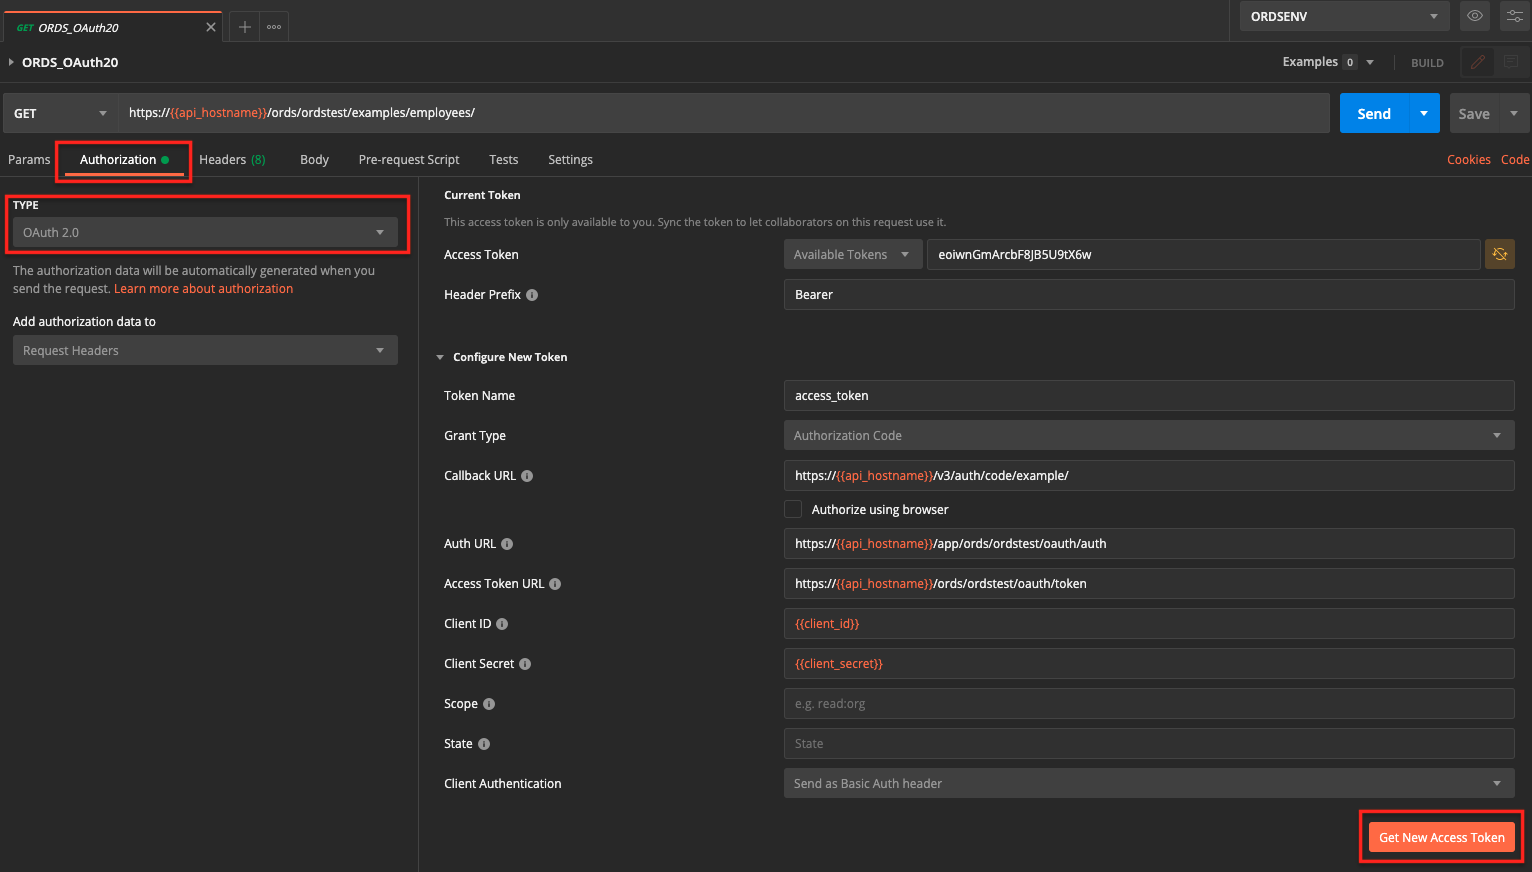 GET ORDS_OAuth20
ORDSENV
ORDS_OAuth20
Examples 0
BUILD
GET
https://{{api_hostname}}/ords/ordstest/examples/employees/
Send
Save
Params
Authorization
Headers (8)
Body
Pre-request Script
Tests
Settings
Cookies
Code
TYPE
OAuth 2.0
The authorization data will be automatically generated when you
send the request. Learn more about authorization
Add authorization data to
Request Headers
Current Token
This access token is only available to you. Sync the token to let collaborators on this request use it.
Access Token
Available Tokens
eoiwnGmArcbF8JB5U9tX6w
Header Prefix
Bearer
Configure New Token
Token Name
access_token
Grant Type
Authorization Code
Callback URL
https://{{api_hostname}}/v3/auth/code/example/
Authorize using browser
Auth URL
https://{{api_hostname}}/app/ords/ordstest/oauth/auth
Access Token URL
https://{{api_hostname}}/ords/ordstest/oauth/token
Client ID
{{client_id}}
Client Secret
{{client_secret}}
Scope
e.g. read:org
State
State
Client Authentication
Send as Basic Auth header
Get New Access Token